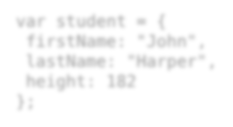 var student = {
firstName: "John",
lastName: "Harper",
height: 182
};